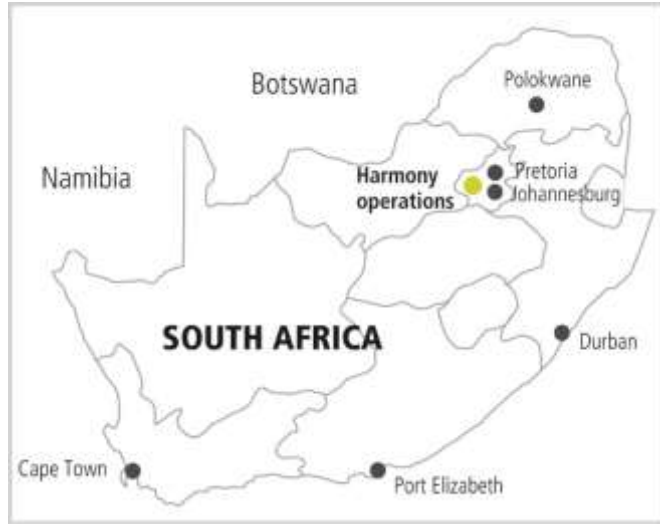 Polokwane
Botswana
Pretoria
Namibia
Harmony
Johannesburg
operations
SOUTH AFRICA
Durban
Cape Town
Port Elizabeth